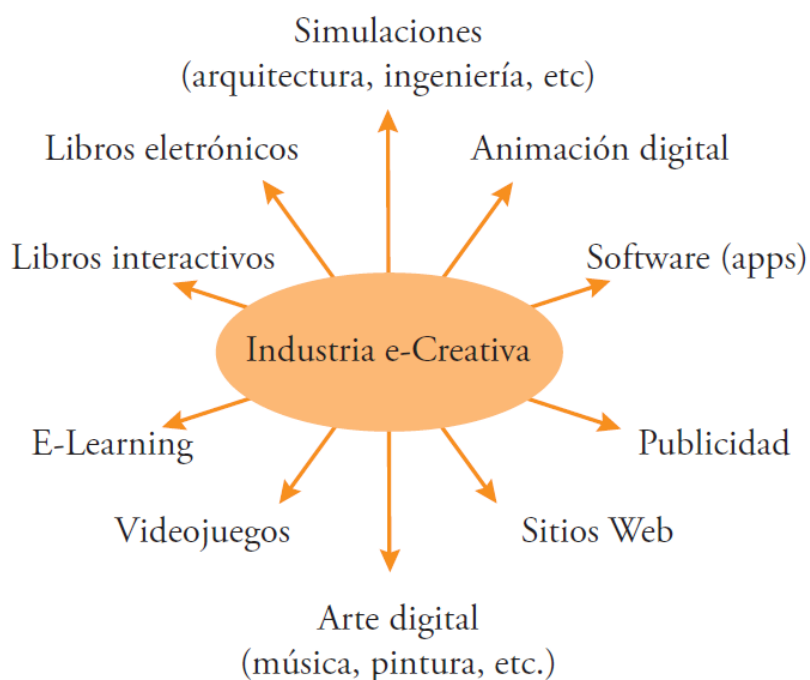 Simulaciones
(arquitectura, ingeniería, etc)
Libros eletrónicos
Animación digital
Libros interactivos
Software (apps)
Industria e-Creativa
E-Learning
Publicidad
Videojuegos
Sitios Web
Arte digital
(música, pintura, etc.)